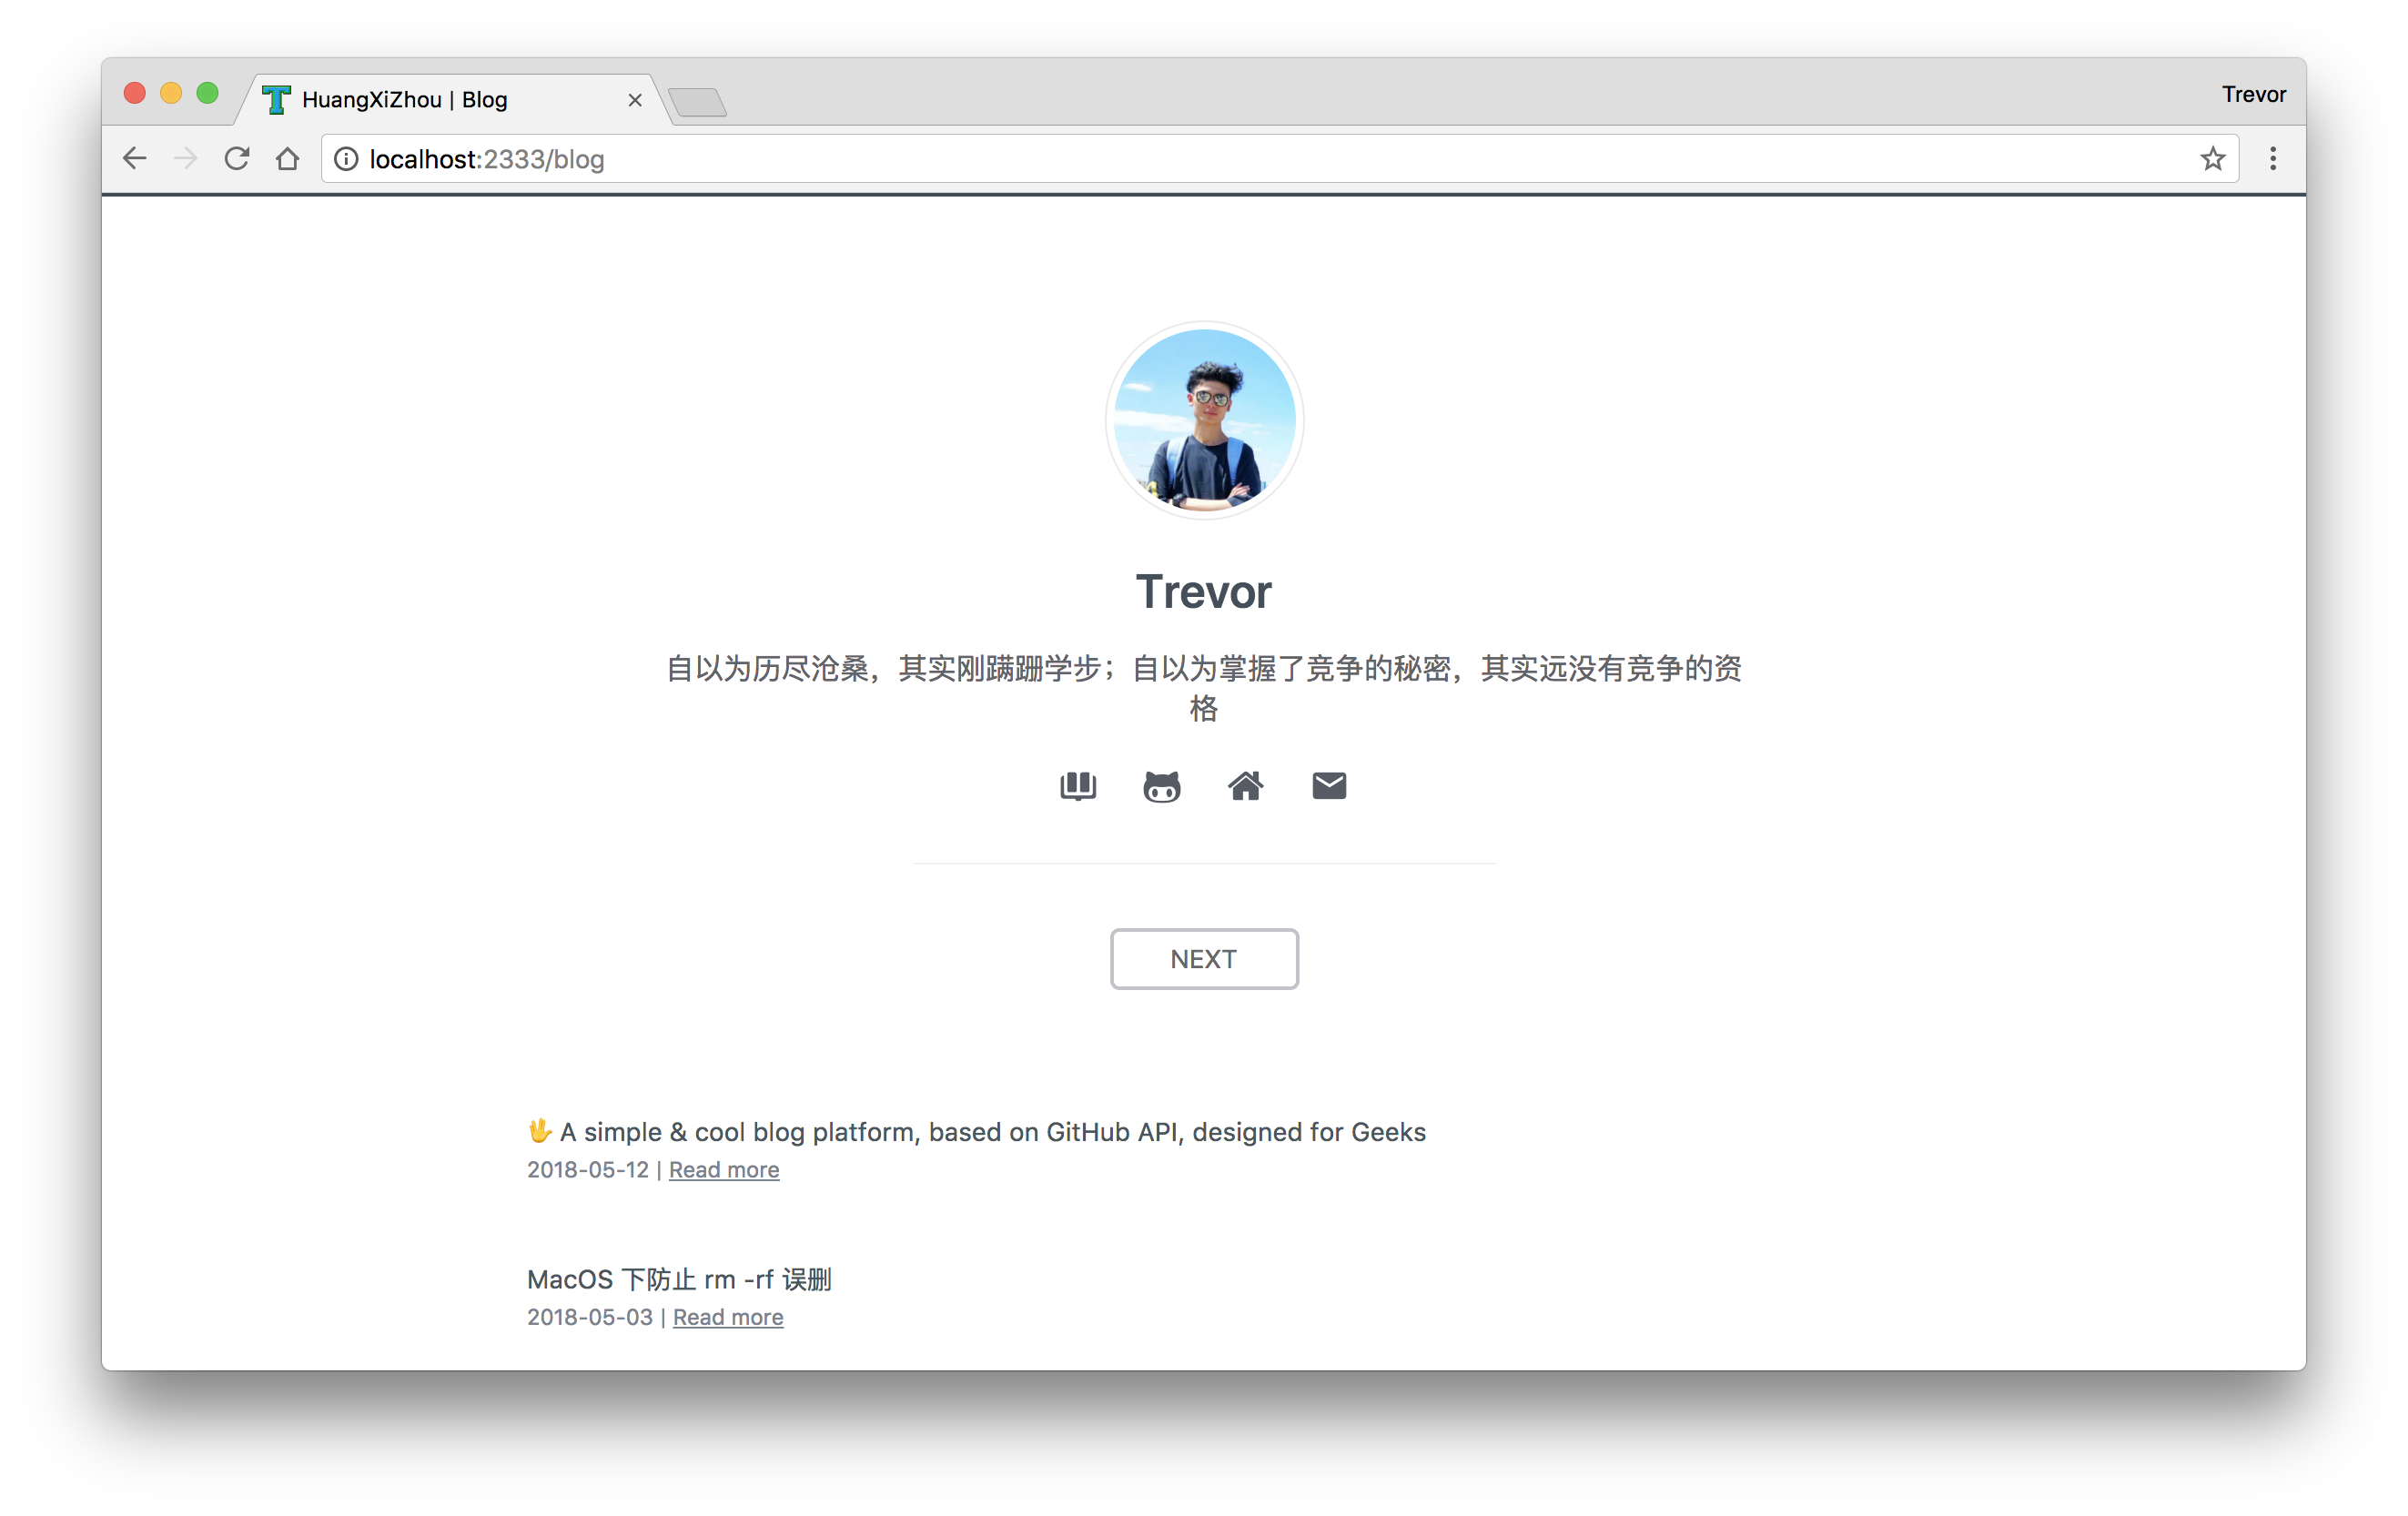 HuangXiZhou | Blog
Trevor
localhost:2333/blog
Trevor
自以为历尽沧桑，其实刚蹒跚学步；自以为掌握了竞争的秘密，其实远没有竞争的资
格
NEXT
🖖 A simple & cool blog platform, based on GitHub API, designed for Geeks
2018-05-12 | Read more
MacOS 下防止 rm -rf 误删
2018-05-03 | Read more